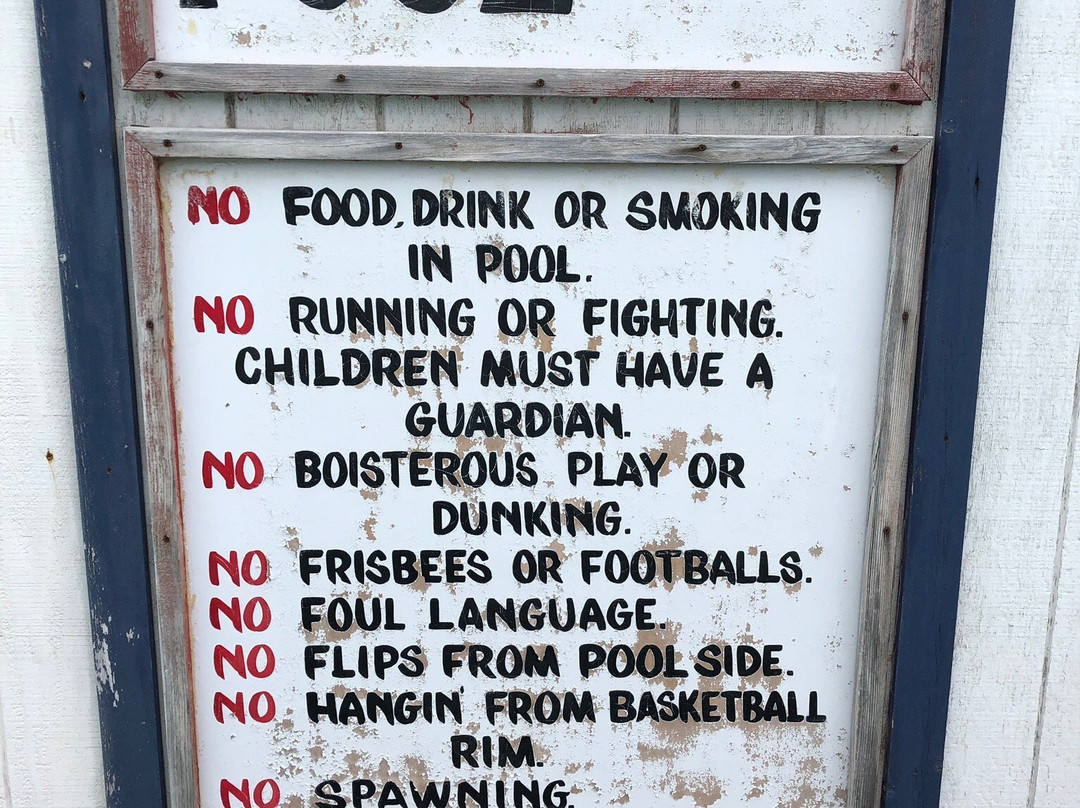 NO FOOD, DRINK OR SMOKING
IN POOL.
NO RUNNING OR FIGHTING.
CHILDREN MUST HAVE A
GUARDIAN.
NO BOISTEROUS PLAY OR
DUNKING.
NO FRISBEES OR FOOTBALLS.
NO FOUL LANGUAGE.
NO FLIPS FROM POOL SIDE.
NO HANGIN' FROM BASKETBALL
RIM.
NO SPAWNING.